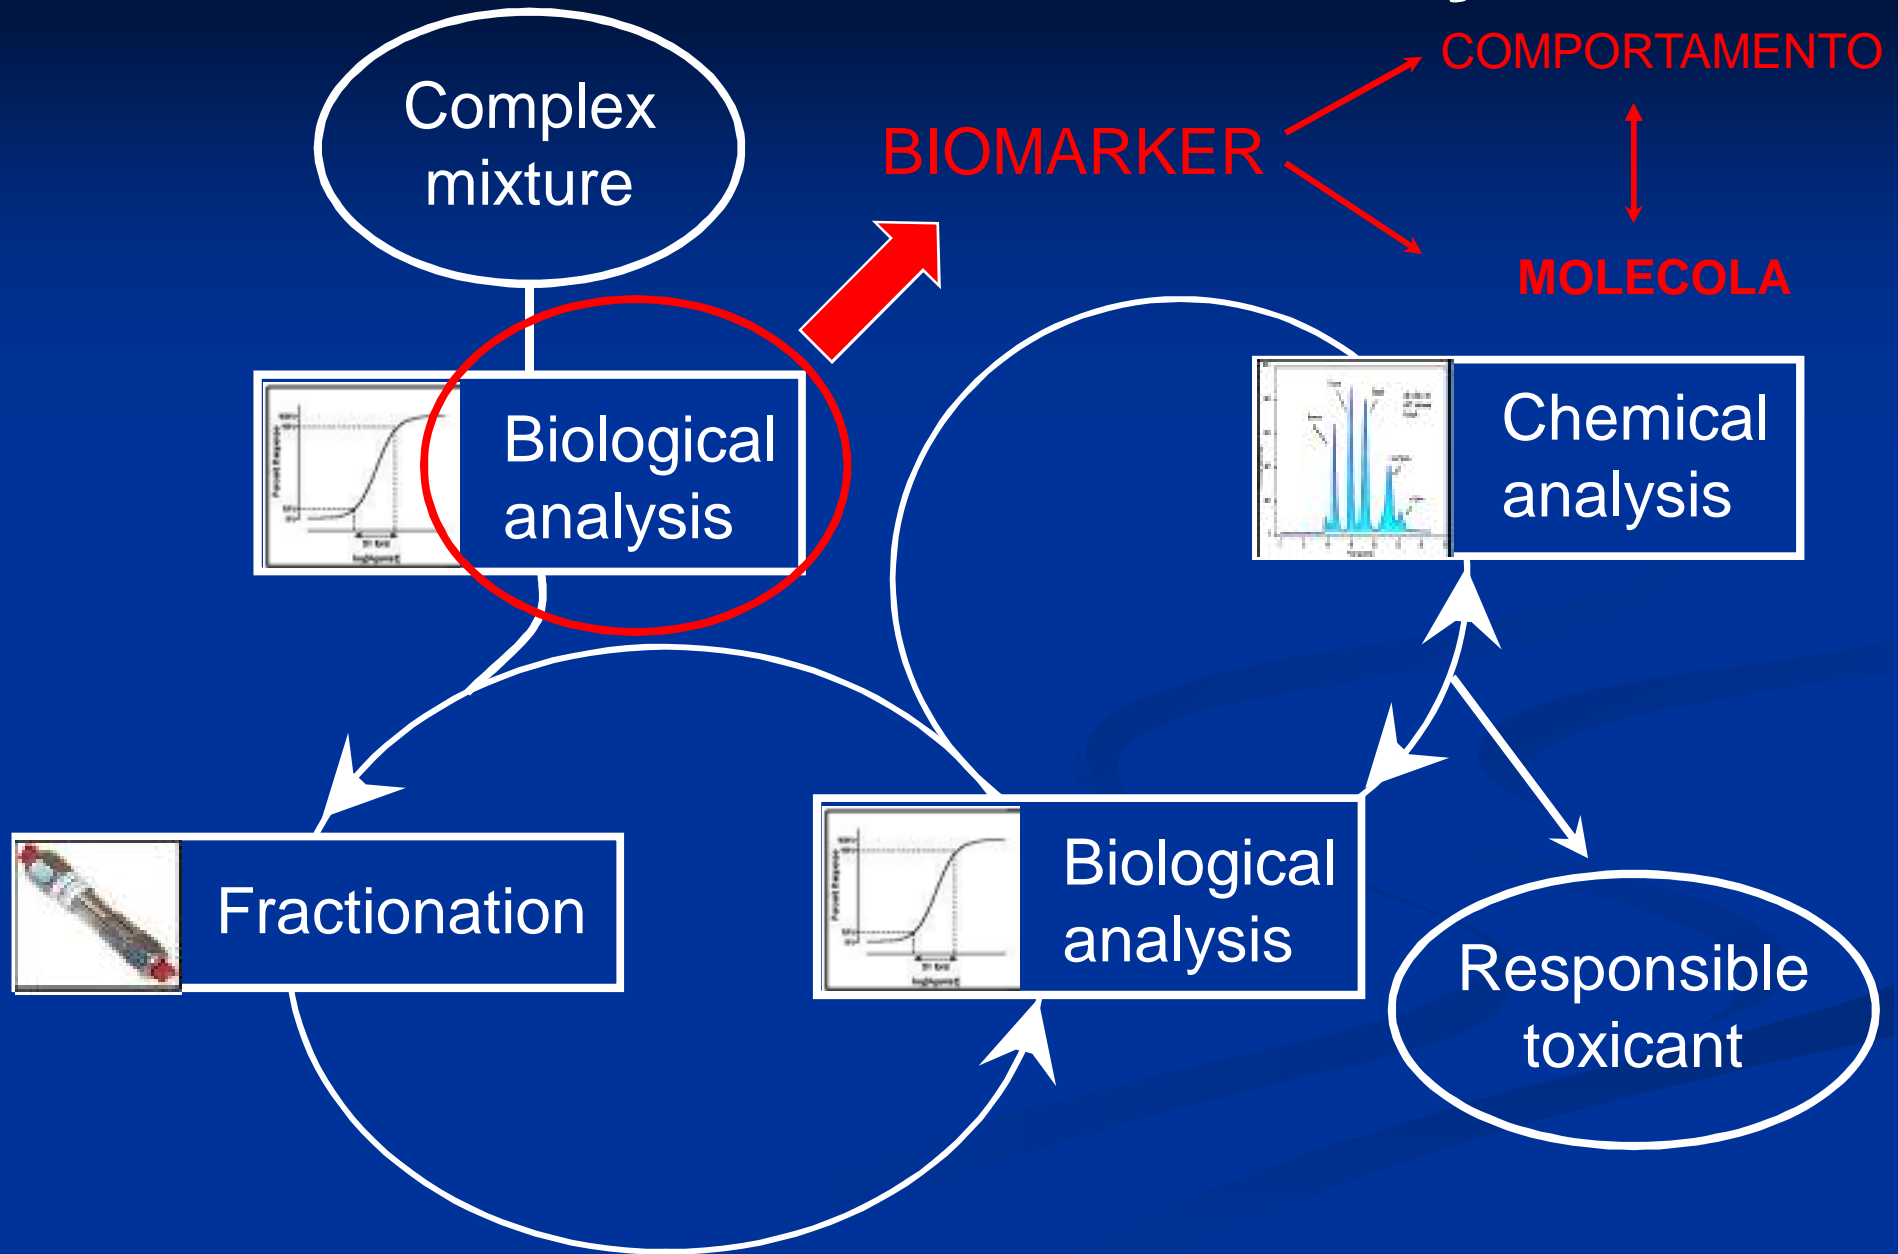 Complex
mixture
COMPORTAMENTO
BIOMARKER
MOLECOLA
Biological
analysis
Chemical
analysis
Fractionation
Biological
analysis
Responsible
toxicant